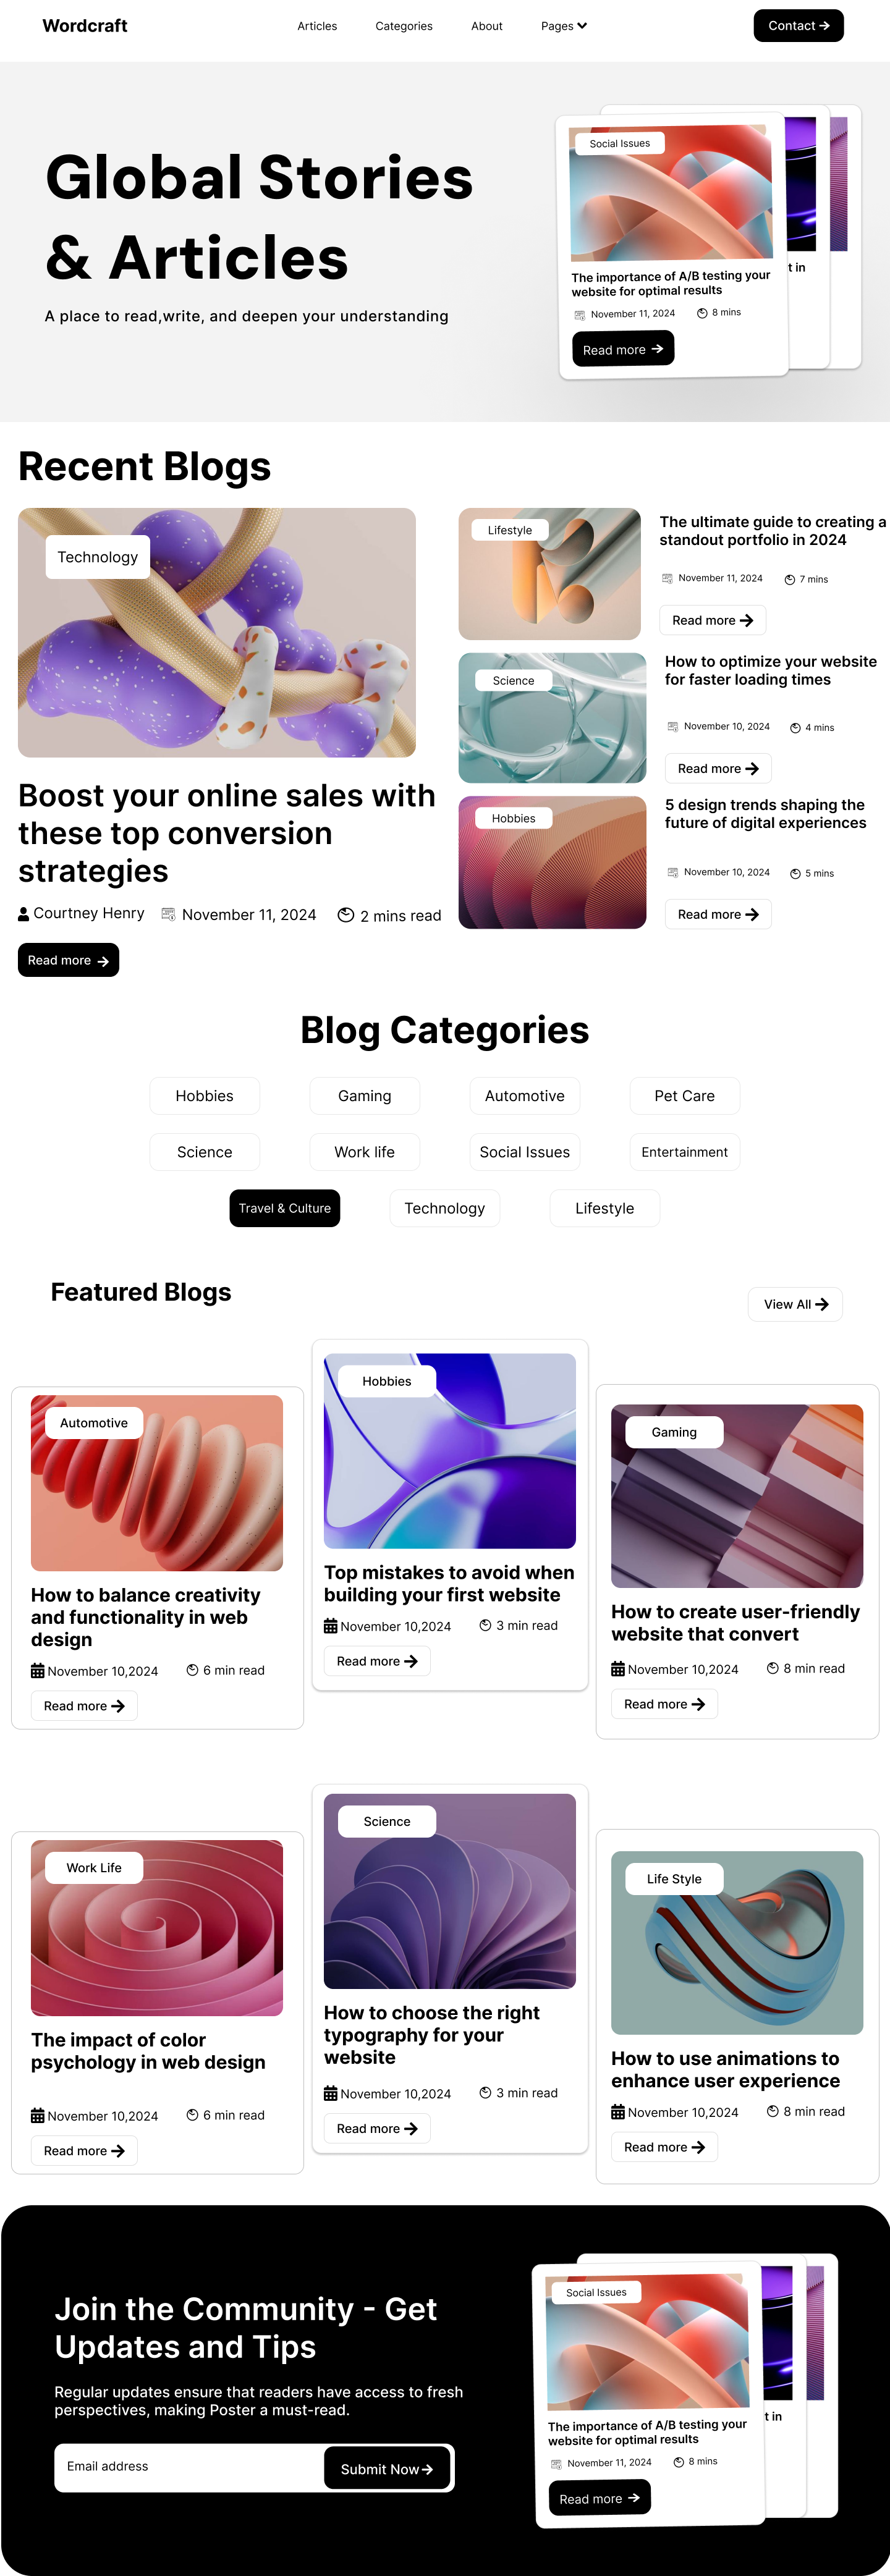 Wordcraft
Articles
Categories
About
Pages
Contact
Global Stories
& Articles
A place to read,write, and deepen your understanding
Social Issues
The importance of A/B testing your
website for optimal results
November 11, 2024
8 mins
Read more
t in
Recent Blogs
Technology
Boost your online sales with
these top conversion
strategies
Courtney Henry
November 11, 2024
2 mins read
Read more
Lifestyle
The ultimate guide to creating a
standout portfolio in 2024
November 11, 2024
7 mins
Read more
Science
How to optimize your website
for faster loading times
November 10, 2024
4 mins
Read more
Hobbies
5 design trends shaping the
future of digital experiences
November 10, 2024
5 mins
Read more
Blog Categories
Hobbies
Gaming
Automotive
Pet Care
Science
Work life
Social Issues
Entertainment
Travel & Culture
Technology
Lifestyle
Featured Blogs
View All
Automotive
How to balance creativity
and functionality in web
design
November 10,2024
6 min read
Read more
Hobbies
Top mistakes to avoid when
building your first website
November 10,2024
3 min read
Read more
Gaming
How to create user-friendly
website that convert
November 10,2024
8 min read
Read more
Work Life
The impact of color
psychology in web design
November 10,2024
6 min read
Read more
Science
How to choose the right
typography for your
website
November 10,2024
3 min read
Read more
Life Style
How to use animations to
enhance user experience
November 10,2024
8 min read
Read more
Join the Community - Get
Updates and Tips
Regular updates ensure that readers have access to fresh
perspectives, making Poster a must-read.
Email address
Submit Now
Social Issues
The importance of A/B testing your
website for optimal results
November 11, 2024
8 mins
Read more
t in